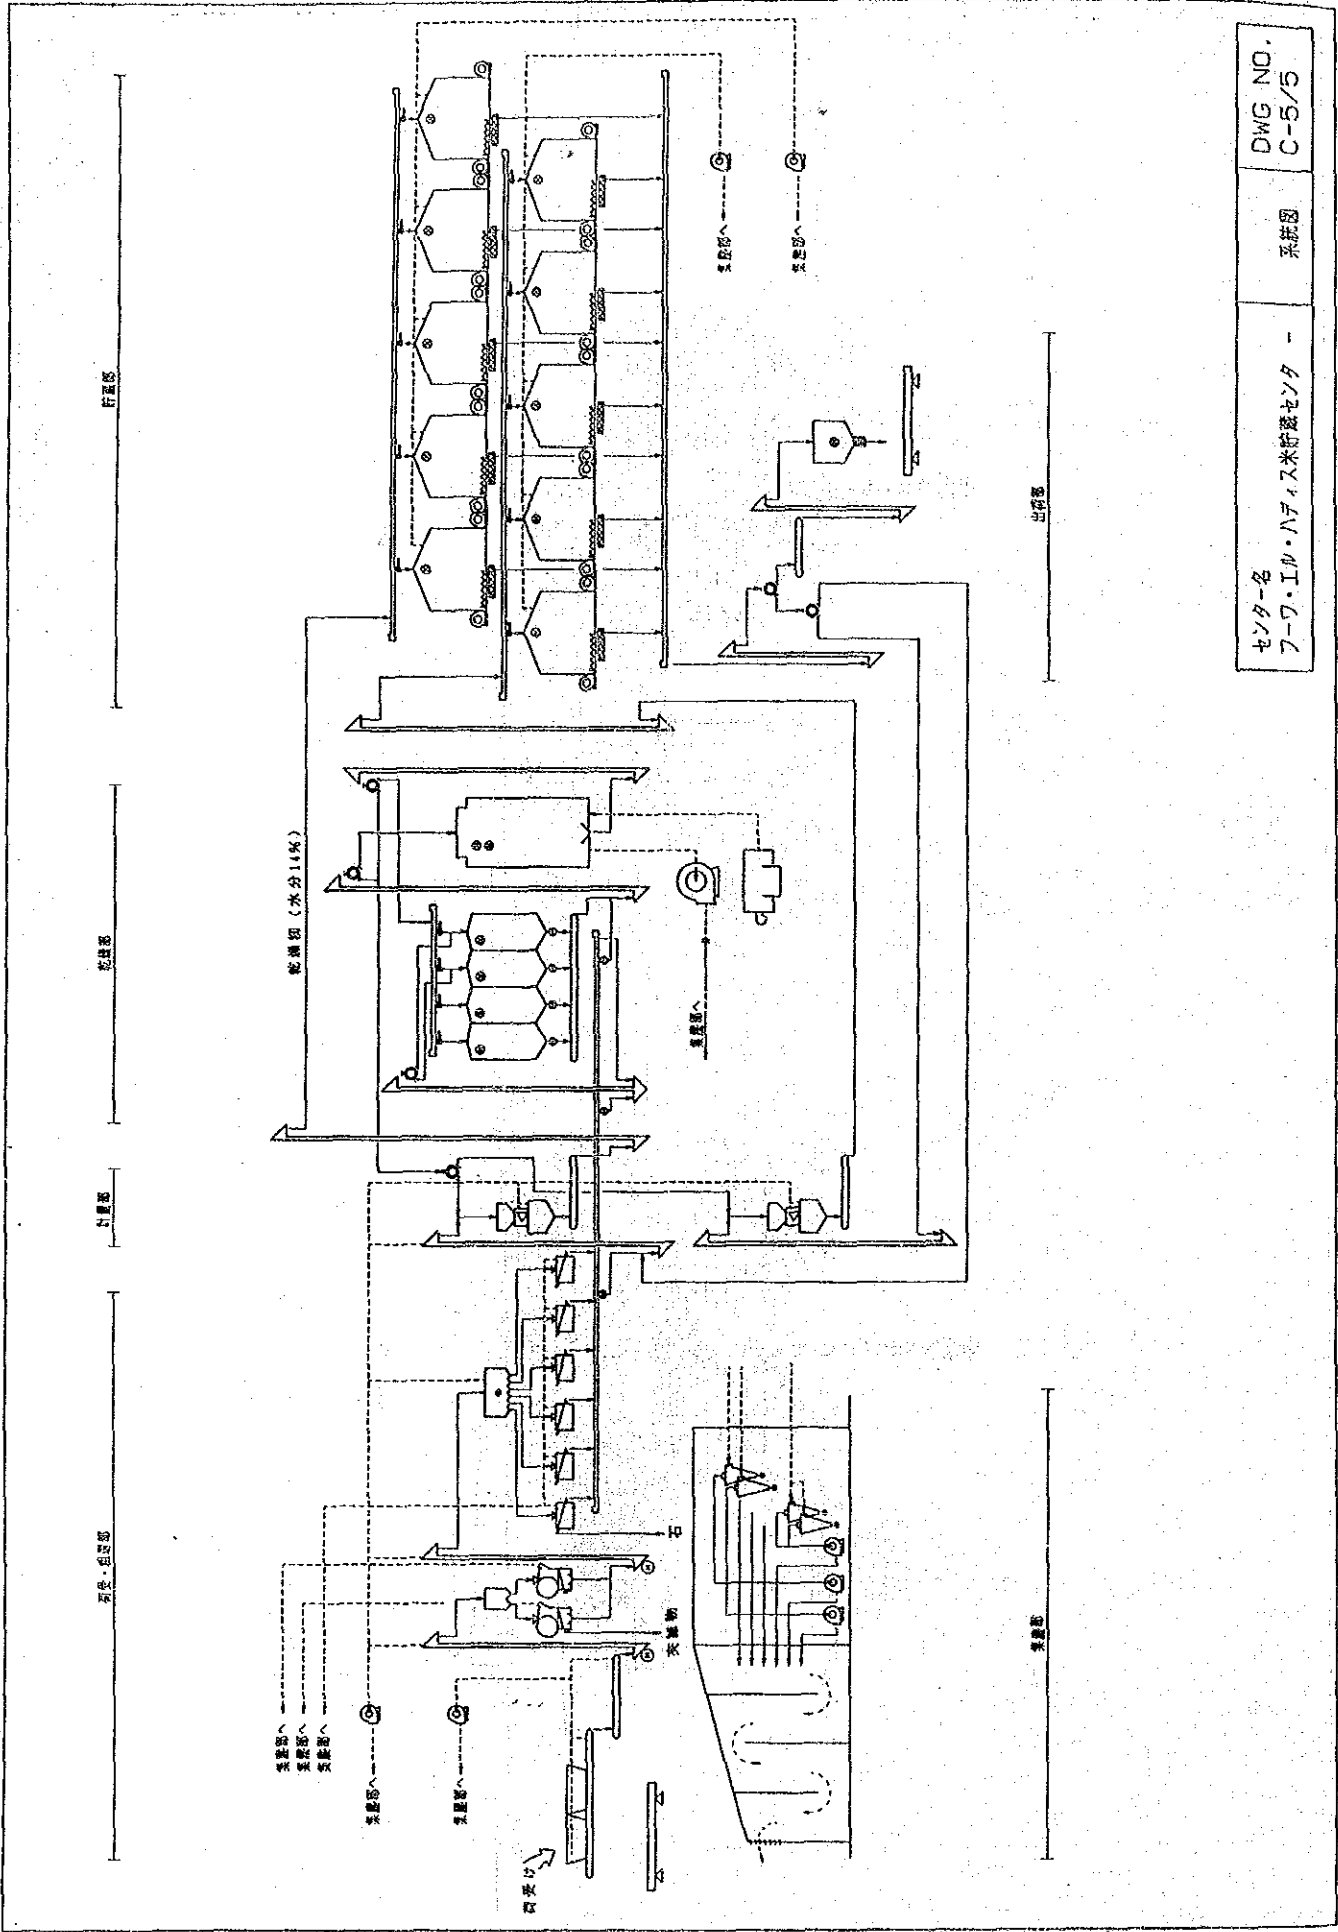 荷受・粗選部
計量部
乾燥部
貯蔵部
集塵部へ
集塵部へ
集塵部へ
集塵部へ
集塵部へ
荷受け
夾雑物
石
乾燥籾 (水分14%)
集塵部へ
集塵部へ
集塵部へ
集塵部
出荷部
センター名
フーワ・エル・ハディス米貯蔵センター
系統図
DWG NO.
C-5/5